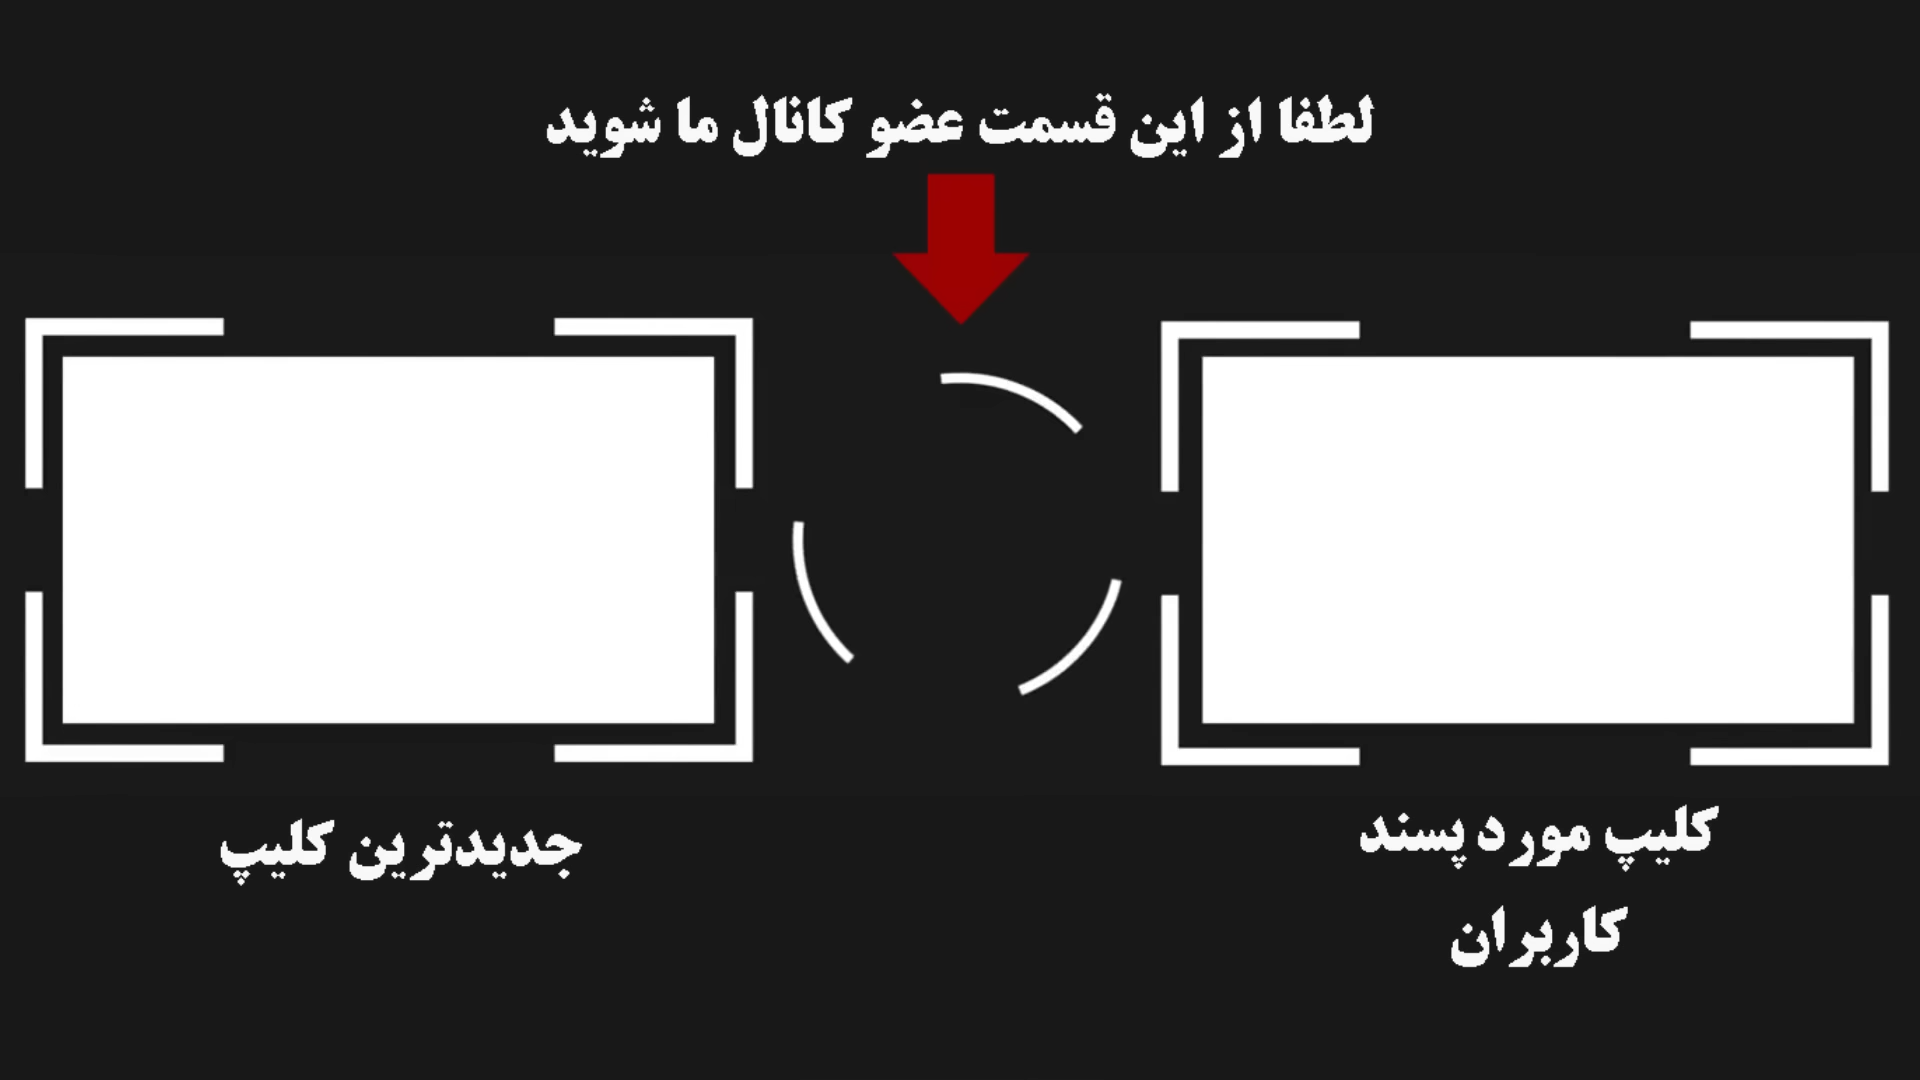 لطفا از این قسمت عضو کانال ما شوید
کلیپ مورد پسند
کاربران
جدیدترین کلیپ